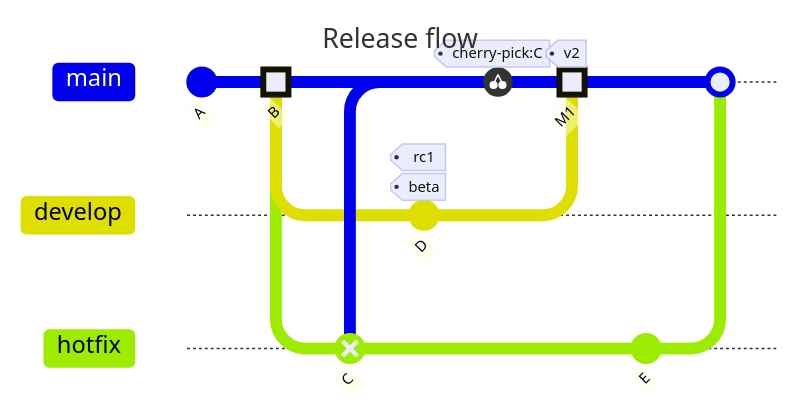 Release flow
cherry-pick:C
v2
main
A
B
M1
rc1
beta
develop
D
hotfix
C
E